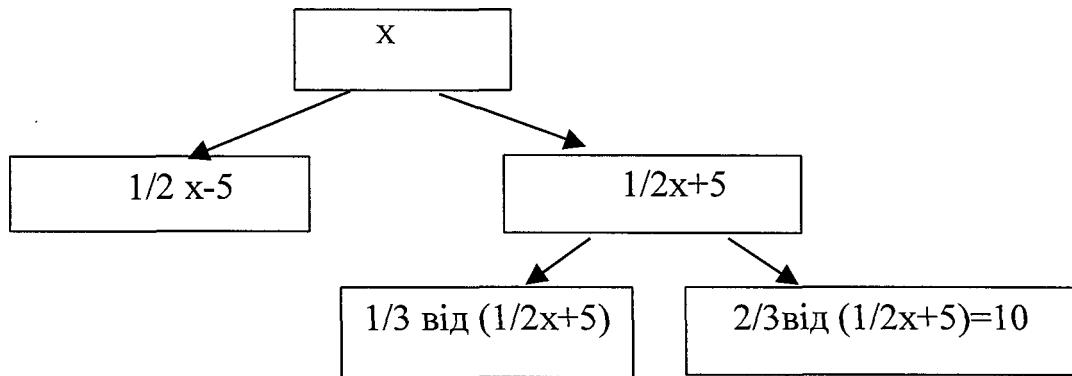 x
1/2 x-5
1/2x+5
1/3 від (1/2x+5)
2/3від (1/2x+5)=10